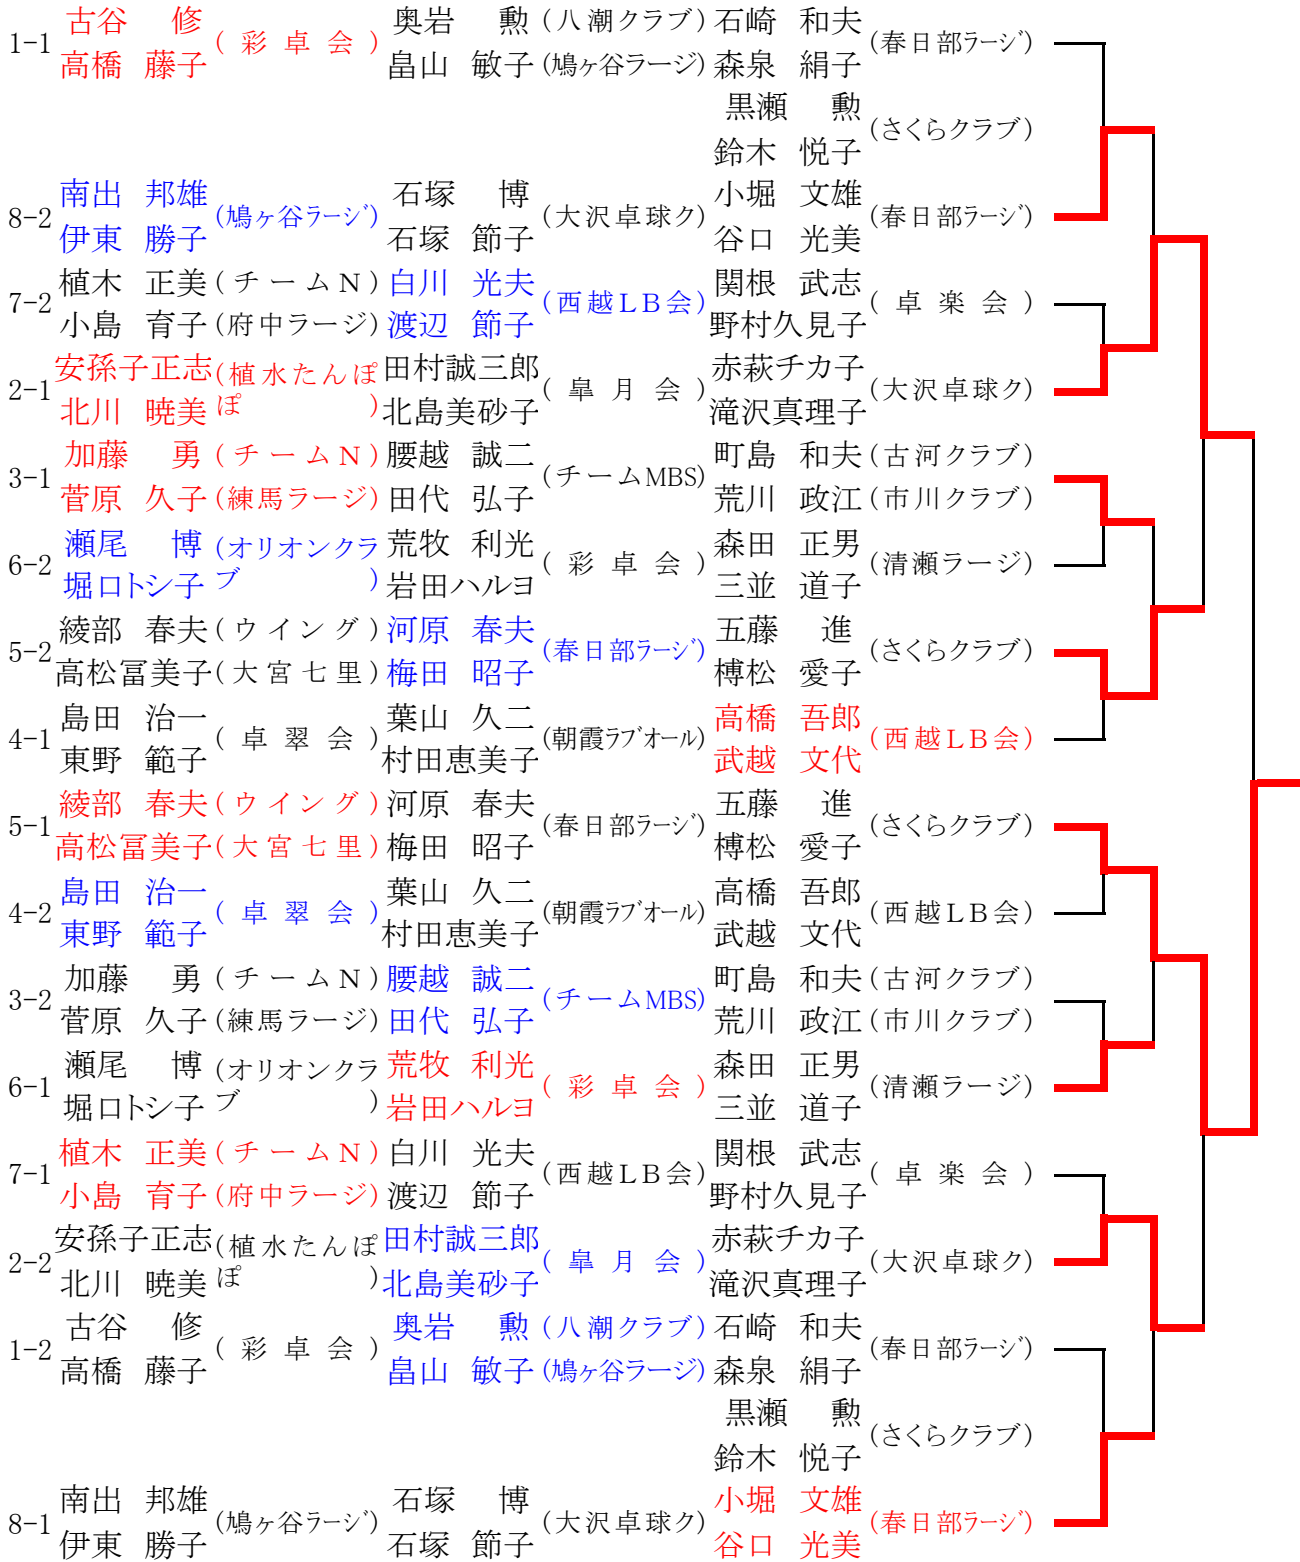 古谷 修 奥岩 勲 (八潮クラブ) 石崎 和夫
1-1 (彩卓会) (春日部ラージ)
高橋 藤子 畠山 敏子 (鳩ヶ谷ラージ) 森泉 絹子
黒瀬 勲
(さくらクラブ)
鈴木 悦子
南出 邦雄 石塚 博 小堀 文雄
8-2 (鳩ヶ谷ラージ) (大沢卓球ク) (春日部ラージ)
伊東 勝子 石塚 節子 谷口 光美
植木 正美 (チームN) 白川 光夫 関根 武志
7-2 (西越LB会) (卓楽会)
小島 育子 (府中ラージ) 渡辺 節子 野村久見子
安孫子正志 (植水たんぽ 田村誠三郎 赤萩チカ子
2-1 (皐月会) (大沢卓球ク)
北川 暁美 ぽ) 北島美砂子 滝沢真理子
加藤 勇 (チームN) 腰越 誠二 町島 和夫 (古河クラブ)
3-1 (チームMBS)
菅原 久子 (練馬ラージ) 田代 弘子 荒川 政江 (市川クラブ)
瀬尾 博 (オリオンクラ 荒牧 利光 森田 正男
6-2 (彩卓会) (清瀬ラージ)
堀口トシ子 ブ) 岩田ハルヨ 三並 道子
綾部 春夫 (ウイング) 河原 春夫 五藤 進
5-2 (春日部ラージ) (さくらクラブ)
高松冨美子 (大宮七里) 梅田 昭子 榑松 愛子
島田 治一 葉山 久二 高橋 吾郎
4-1 (卓翠会) (朝霞ラブオール) (西越LB会)
東野 範子 村田恵美子 武越 文代
綾部 春夫 (ウイング) 河原 春夫 五藤 進
5-1 (春日部ラージ) (さくらクラブ)
高松冨美子 (大宮七里) 梅田 昭子 榑松 愛子
島田 治一 葉山 久二 高橋 吾郎
4-2 (卓翠会) (朝霞ラブオール) (西越LB会)
東野 範子 村田恵美子 武越 文代
加藤 勇 (チームN) 腰越 誠二 町島 和夫 (古河クラブ)
3-2 (チームMBS)
菅原 久子 (練馬ラージ) 田代 弘子 荒川 政江 (市川クラブ)
瀬尾 博 (オリオンクラ 荒牧 利光 森田 正男
6-1 (彩卓会) (清瀬ラージ)
堀口トシ子 ブ) 岩田ハルヨ 三並 道子
植木 正美 (チームN) 白川 光夫 関根 武志
7-1 (西越LB会) (卓楽会)
小島 育子 (府中ラージ) 渡辺 節子 野村久見子
安孫子正志 (植水たんぽ 田村誠三郎 赤萩チカ子
2-2 (皐月会) (大沢卓球ク)
北川 暁美 ぽ) 北島美砂子 滝沢真理子
古谷 修 奥岩 勲 (八潮クラブ) 石崎 和夫
1-2 (彩卓会) (春日部ラージ)
高橋 藤子 畠山 敏子 (鳩ヶ谷ラージ) 森泉 絹子
黒瀬 勲
(さくらクラブ)
鈴木 悦子
南出 邦雄 石塚 博 小堀 文雄
8-1 (鳩ヶ谷ラージ) (大沢卓球ク) (春日部ラージ)
伊東 勝子 石塚 節子 谷口 光美